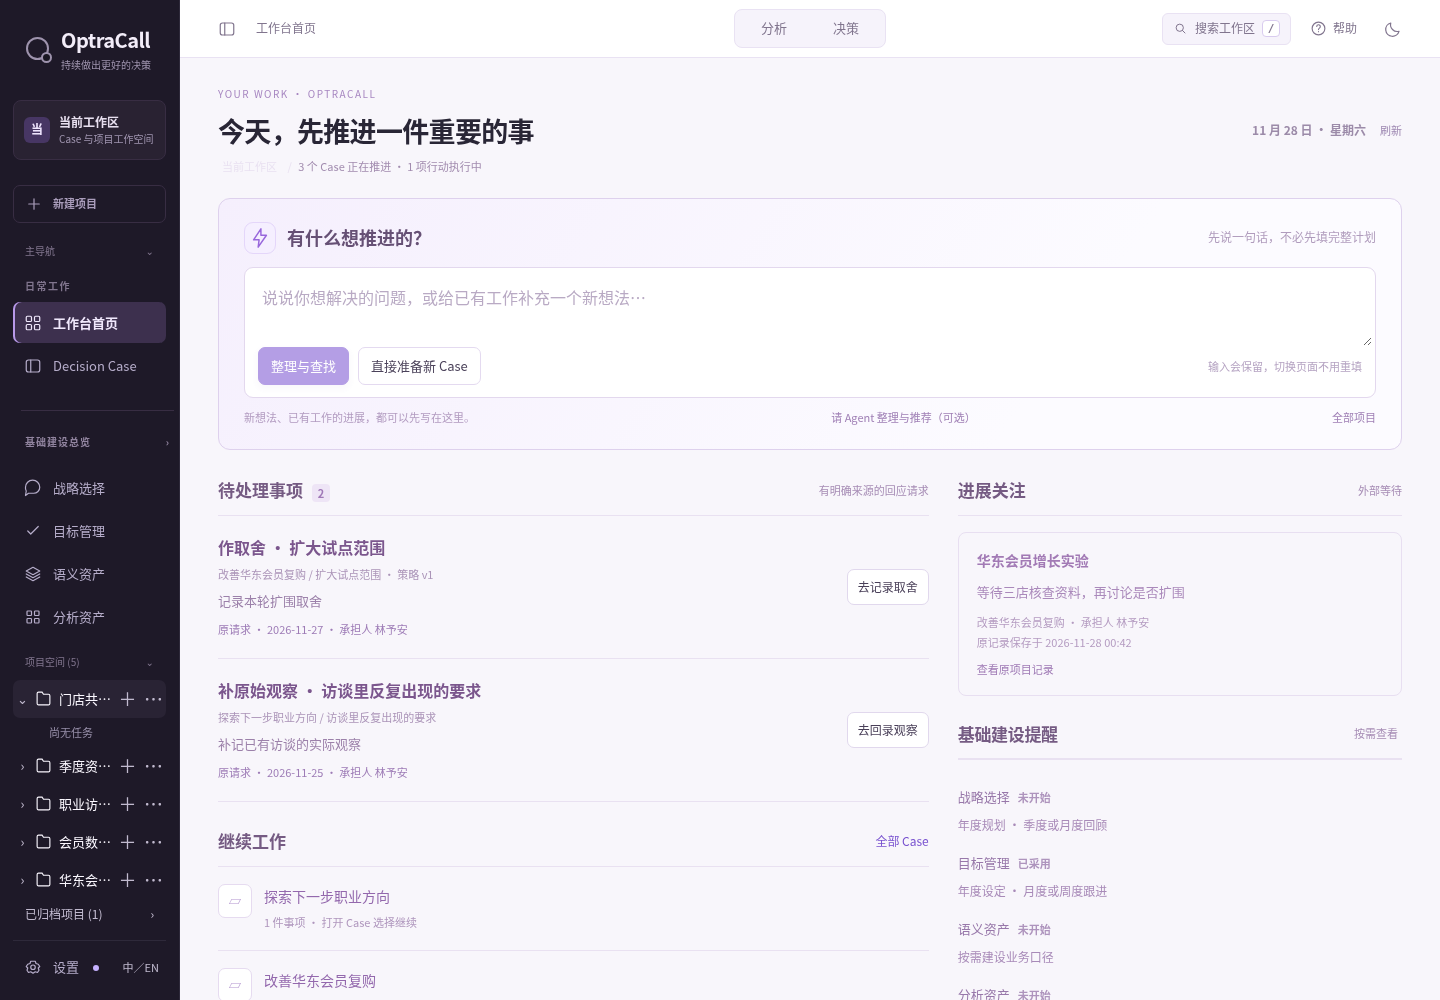 OptraCall
持续做出更好的决策
当 当前工作区
Case 与项目工作空间
新建项目
主导航
日常工作
工作台首页
Decision Case
基础建设总览
战略选择
目标管理
语义资产
分析资产
项目空间 (5)
门店共…
尚无任务
季度资…
职业访…
会员数…
华东会…
已归档项目 (1)
设置
中／EN
工作台首页
分析 决策
搜索工作区 /
帮助
YOUR WORK · OPTRACALL
今天，先推进一件重要的事
11 月 28 日 · 星期六 刷新
当前工作区 / 3 个 Case 正在推进 · 1 项行动执行中
有什么想推进的？
先说一句话，不必先填完整计划
说说你想解决的问题，或给已有工作补充一个新想法…
整理与查找 直接准备新 Case
输入会保留，切换页面不用重填
新想法、已有工作的进展，都可以先写在这里。
请 Agent 整理与推荐（可选）
全部项目
待处理事项 2
有明确来源的回应请求
作取舍 · 扩大试点范围
改善华东会员复购 / 扩大试点范围 · 策略 v1
记录本轮扩围取舍
原请求 · 2026-11-27 · 承担人 林予安
去记录取舍
补原始观察 · 访谈里反复出现的要求
探索下一步职业方向 / 访谈里反复出现的要求
补记已有访谈的实际观察
原请求 · 2026-11-25 · 承担人 林予安
去回录观察
继续工作
全部 Case
探索下一步职业方向
1 件事项 · 打开 Case 选择继续
改善华东会员复购
进展关注
外部等待
华东会员增长实验
等待三店核查资料，再讨论是否扩围
改善华东会员复购 · 承担人 林予安
原记录保存于 2026-11-28 00:42
查看原项目记录
基础建设提醒
按需查看
战略选择 未开始
年度规划 · 季度或月度回顾
目标管理 已采用
年度设定 · 月度或周度跟进
语义资产 未开始
按需建设业务口径
分析资产 未开始